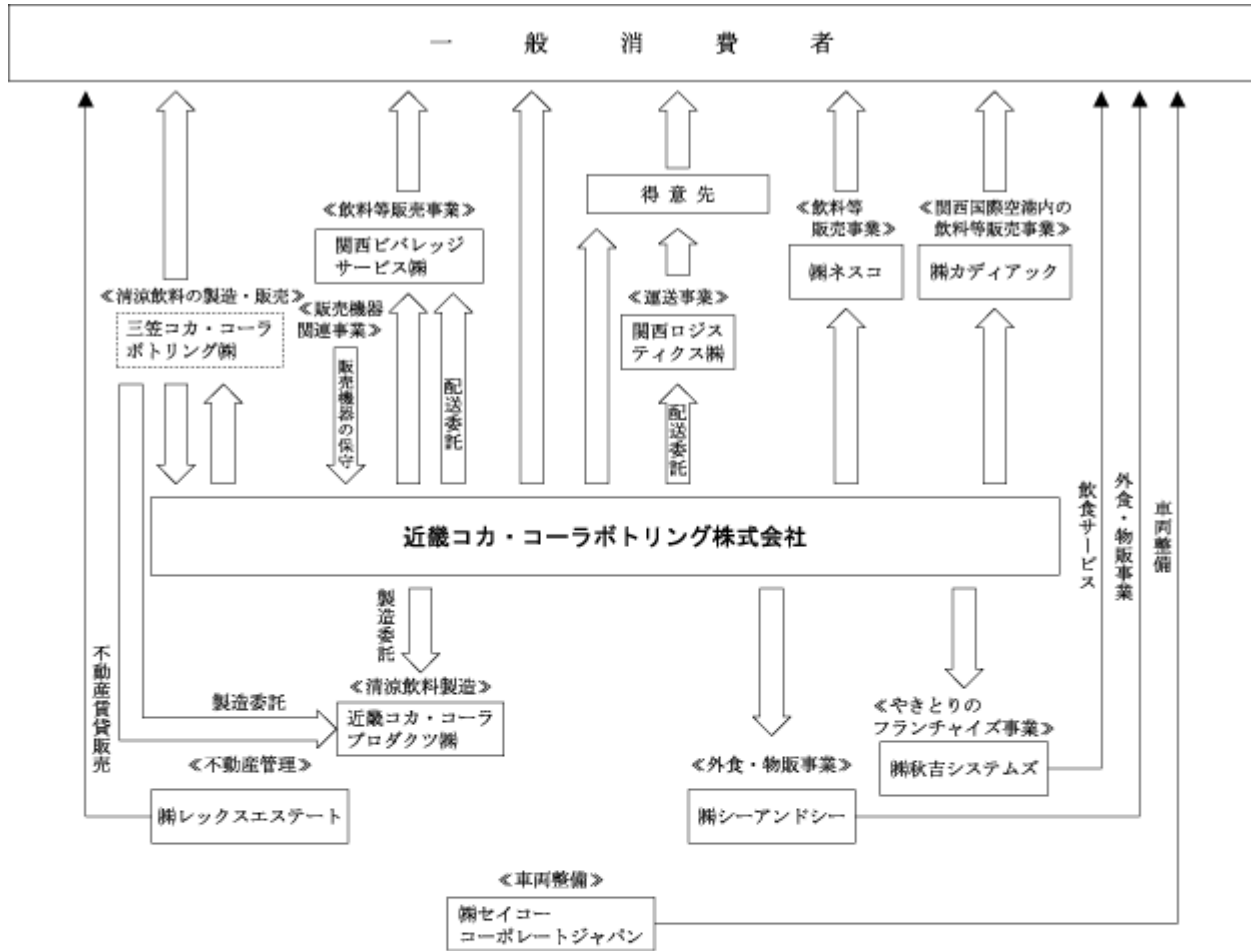 一般消費者
得意先
≪飲料等販売事業≫
関西ビバレッジ
サービス㈱
≪飲料等
販売事業≫
㈱ネスコ
≪関西国際空港内の
飲料等販売事業≫
㈱カディアック
≪清涼飲料の製造・販売≫
三笠コカ・コーラ
ボトリング㈱
≪販売機器
関連事業≫
≪運送事業≫
関西ロジス
ティクス㈱
販売機器の保守
配送委託
配送委託
近畿コカ・コーラボトリング株式会社
飲食サービス
外食・物販事業
車両整備
製造委託
不動産賃貸販売
製造委託
≪清涼飲料製造≫
近畿コカ・コーラ
プロダクツ㈱
≪やきとりの
フランチャイズ事業≫
㈱秋吉システムズ
≪不動産管理≫
㈱レックスエステート
≪外食・物販事業≫
㈱シーアンドシー
≪車両整備≫
㈱セイコー
コーポレートジャパン